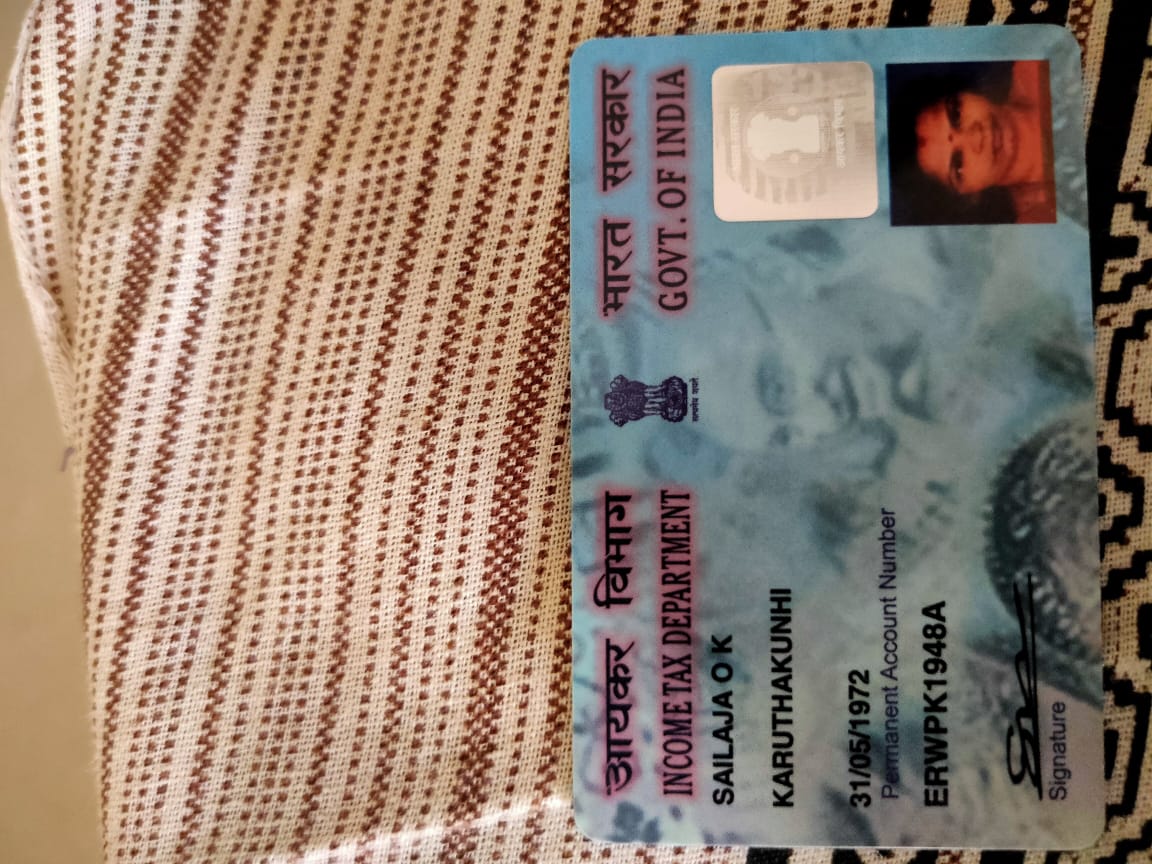 आयकर विभाग
भारत सरकार
INCOME TAX DEPARTMENT
GOVT. OF INDIA
सत्यमेव जयते
SAILAJA O K
KARUTHAKUNHI
31/05/1972
Permanent Account Number
ERWPK1948A
Signature